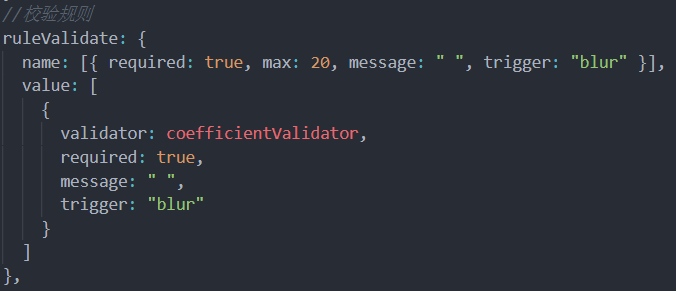 //校验规则
ruleValidate: {
  name: [{ required: true, max: 20, message: " ", trigger: "blur" }],
  value: [
    {
      validator: coefficientValidator,
      required: true,
      message: " ",
      trigger: "blur"
    }
  ]
},